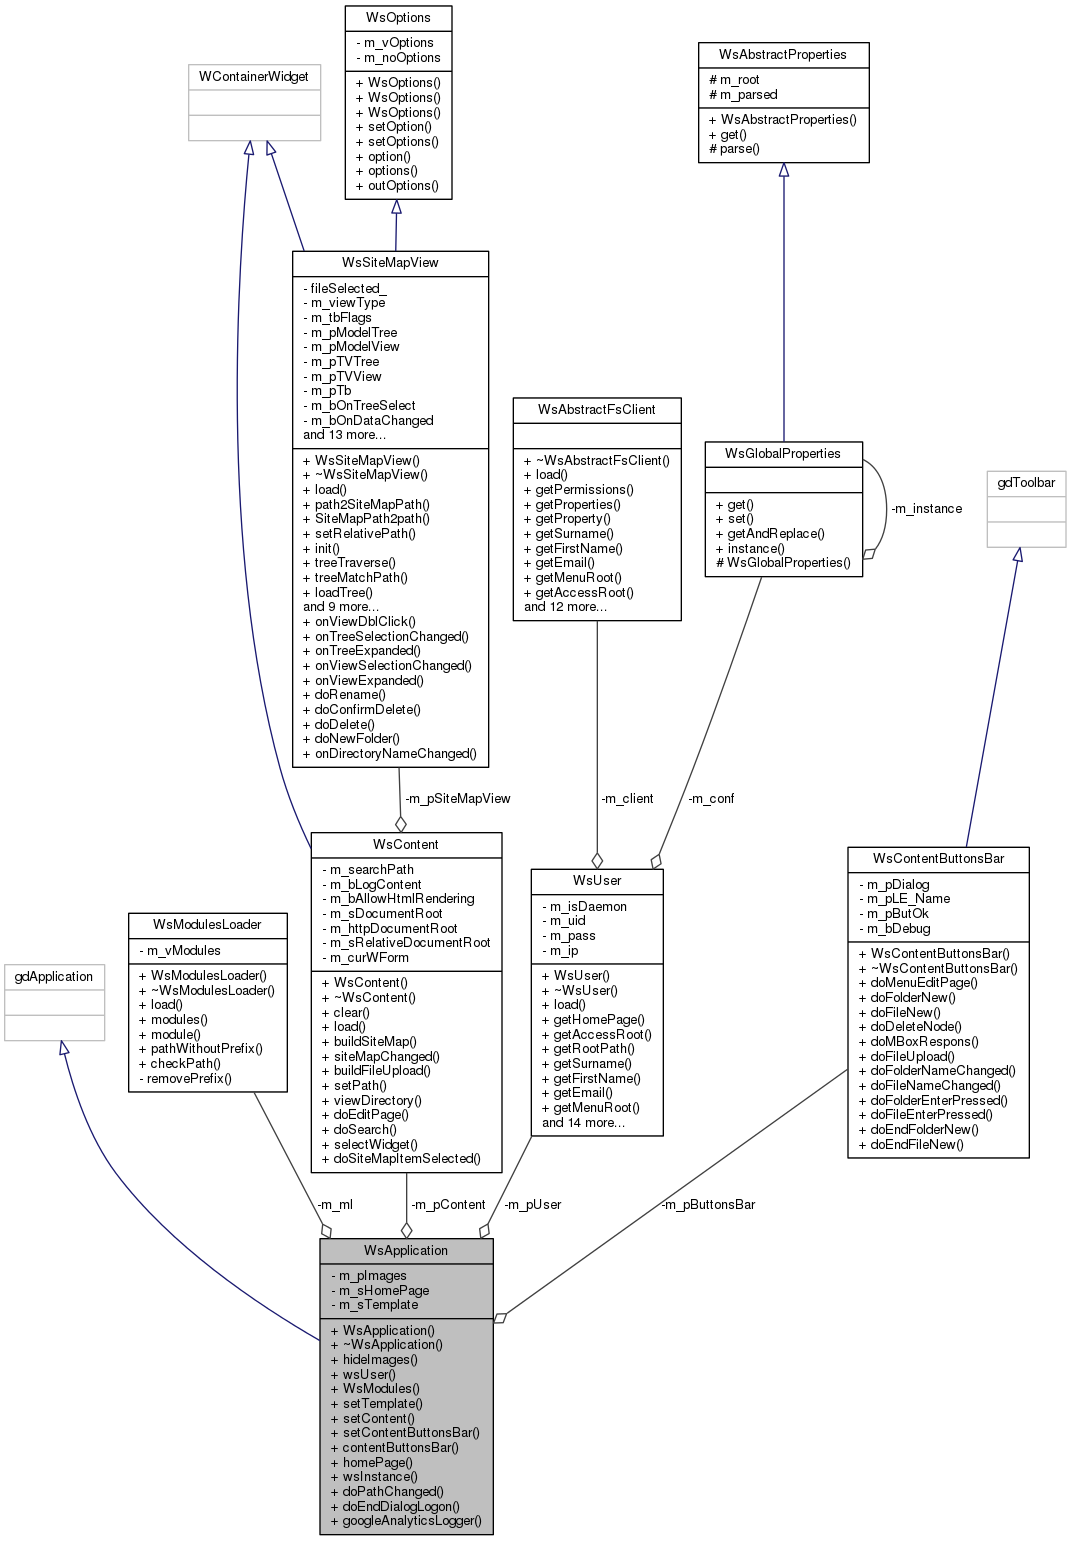 WsOptions
- m_vOptions
- m_noOptions
+ WsOptions()
+ WsOptions()
+ WsOptions()
+ setOption()
+ setOptions()
+ option()
+ options()
+ outOptions()
WContainerWidget
WsAbstractProperties
# m_root
# m_parsed
+ WsAbstractProperties()
+ get()
# parse()
WsSiteMapView
- fileSelected_
- m_viewType
- m_tbFlags
- m_pModelTree
- m_pModelView
- m_pTVTree
- m_pTVView
- m_pTb
- m_bOnTreeSelect
- m_bOnDataChanged
and 13 more...
+ WsSiteMapView()
+ ~WsSiteMapView()
+ load()
+ path2SiteMapPath()
+ SiteMapPath2path()
+ setRelativePath()
+ init()
+ treeTraverse()
+ treeMatchPath()
+ loadTree()
and 9 more...
+ onViewDblClick()
+ onTreeSelectionChanged()
+ onTreeExpanded()
+ onViewSelectionChanged()
+ onViewExpanded()
+ doRename()
+ doConfirmDelete()
+ doDelete()
+ doNewFolder()
+ onDirectoryNameChanged()
WsAbstractFsClient
+ ~WsAbstractFsClient()
+ load()
+ getPermissions()
+ getProperties()
+ getProperty()
+ getSurname()
+ getFirstName()
+ getEmail()
+ getMenuRoot()
+ getAccessRoot()
and 12 more...
WsGlobalProperties
+ get()
+ set()
+ getAndReplace()
+ instance()
# WsGlobalProperties()
-m_instance
gdToolbar
-m_pSiteMapView
-m_client
-m_conf
WsContent
- m_searchPath
- m_bLogContent
- m_bAllowHtmlRendering
- m_sDocumentRoot
- m_httpDocumentRoot
- m_sRelativeDocumentRoot
- m_curWForm
+ WsContent()
+ ~WsContent()
+ clear()
+ load()
+ buildSiteMap()
+ siteMapChanged()
+ buildFileUpload()
+ setPath()
+ viewDirectory()
+ doEditPage()
+ doSearch()
+ selectWidget()
+ doSiteMapItemSelected()
WsUser
- m_isDaemon
- m_uid
- m_pass
- m_ip
+ WsUser()
+ ~WsUser()
+ load()
+ getHomePage()
+ getAccessRoot()
+ getRootPath()
+ getSurname()
+ getFirstName()
+ getEmail()
+ getMenuRoot()
and 14 more...
WsContentButtonsBar
- m_pDialog
- m_pLE_Name
- m_pButOk
- m_bDebug
+ WsContentButtonsBar()
+ ~WsContentButtonsBar()
+ doMenuEditPage()
+ doFolderNew()
+ doFileNew()
+ doDeleteNode()
+ doMBoxRespons()
+ doFileUpload()
+ doFolderNameChanged()
+ doFileNameChanged()
+ doFolderEnterPressed()
+ doFileEnterPressed()
+ doEndFolderNew()
+ doEndFileNew()
WsModulesLoader
- m_vModules
+ WsModulesLoader()
+ ~WsModulesLoader()
+ load()
+ modules()
+ module()
+ pathWithoutPrefix()
+ checkPath()
- removePrefix()
gdApplication
-m_ml
-m_pContent
-m_pUser
-m_pButtonsBar
WsApplication
- m_pImages
- m_sHomePage
- m_sTemplate
+ WsApplication()
+ ~WsApplication()
+ hideImages()
+ wsUser()
+ WsModules()
+ setTemplate()
+ setContent()
+ setContentButtonsBar()
+ contentButtonsBar()
+ homePage()
+ wsInstance()
+ doPathChanged()
+ doEndDialogLogon()
+ googleAnalyticsLogger()